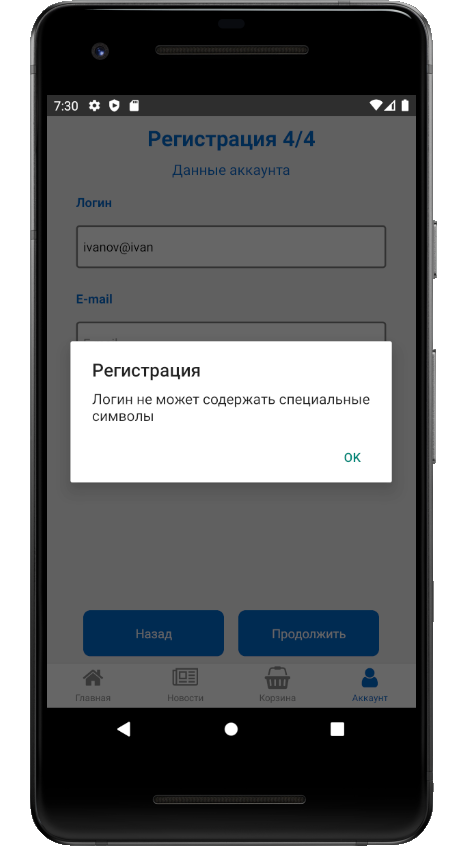 7:30
Регистрация 4/4
Данные аккаунта
Логин
ivanov@ivan
E-mail
Регистрация
Логин не может содержать специальные
символы
OK
Назад
Продолжить
Главная
Новости
Корзина
Аккаунт